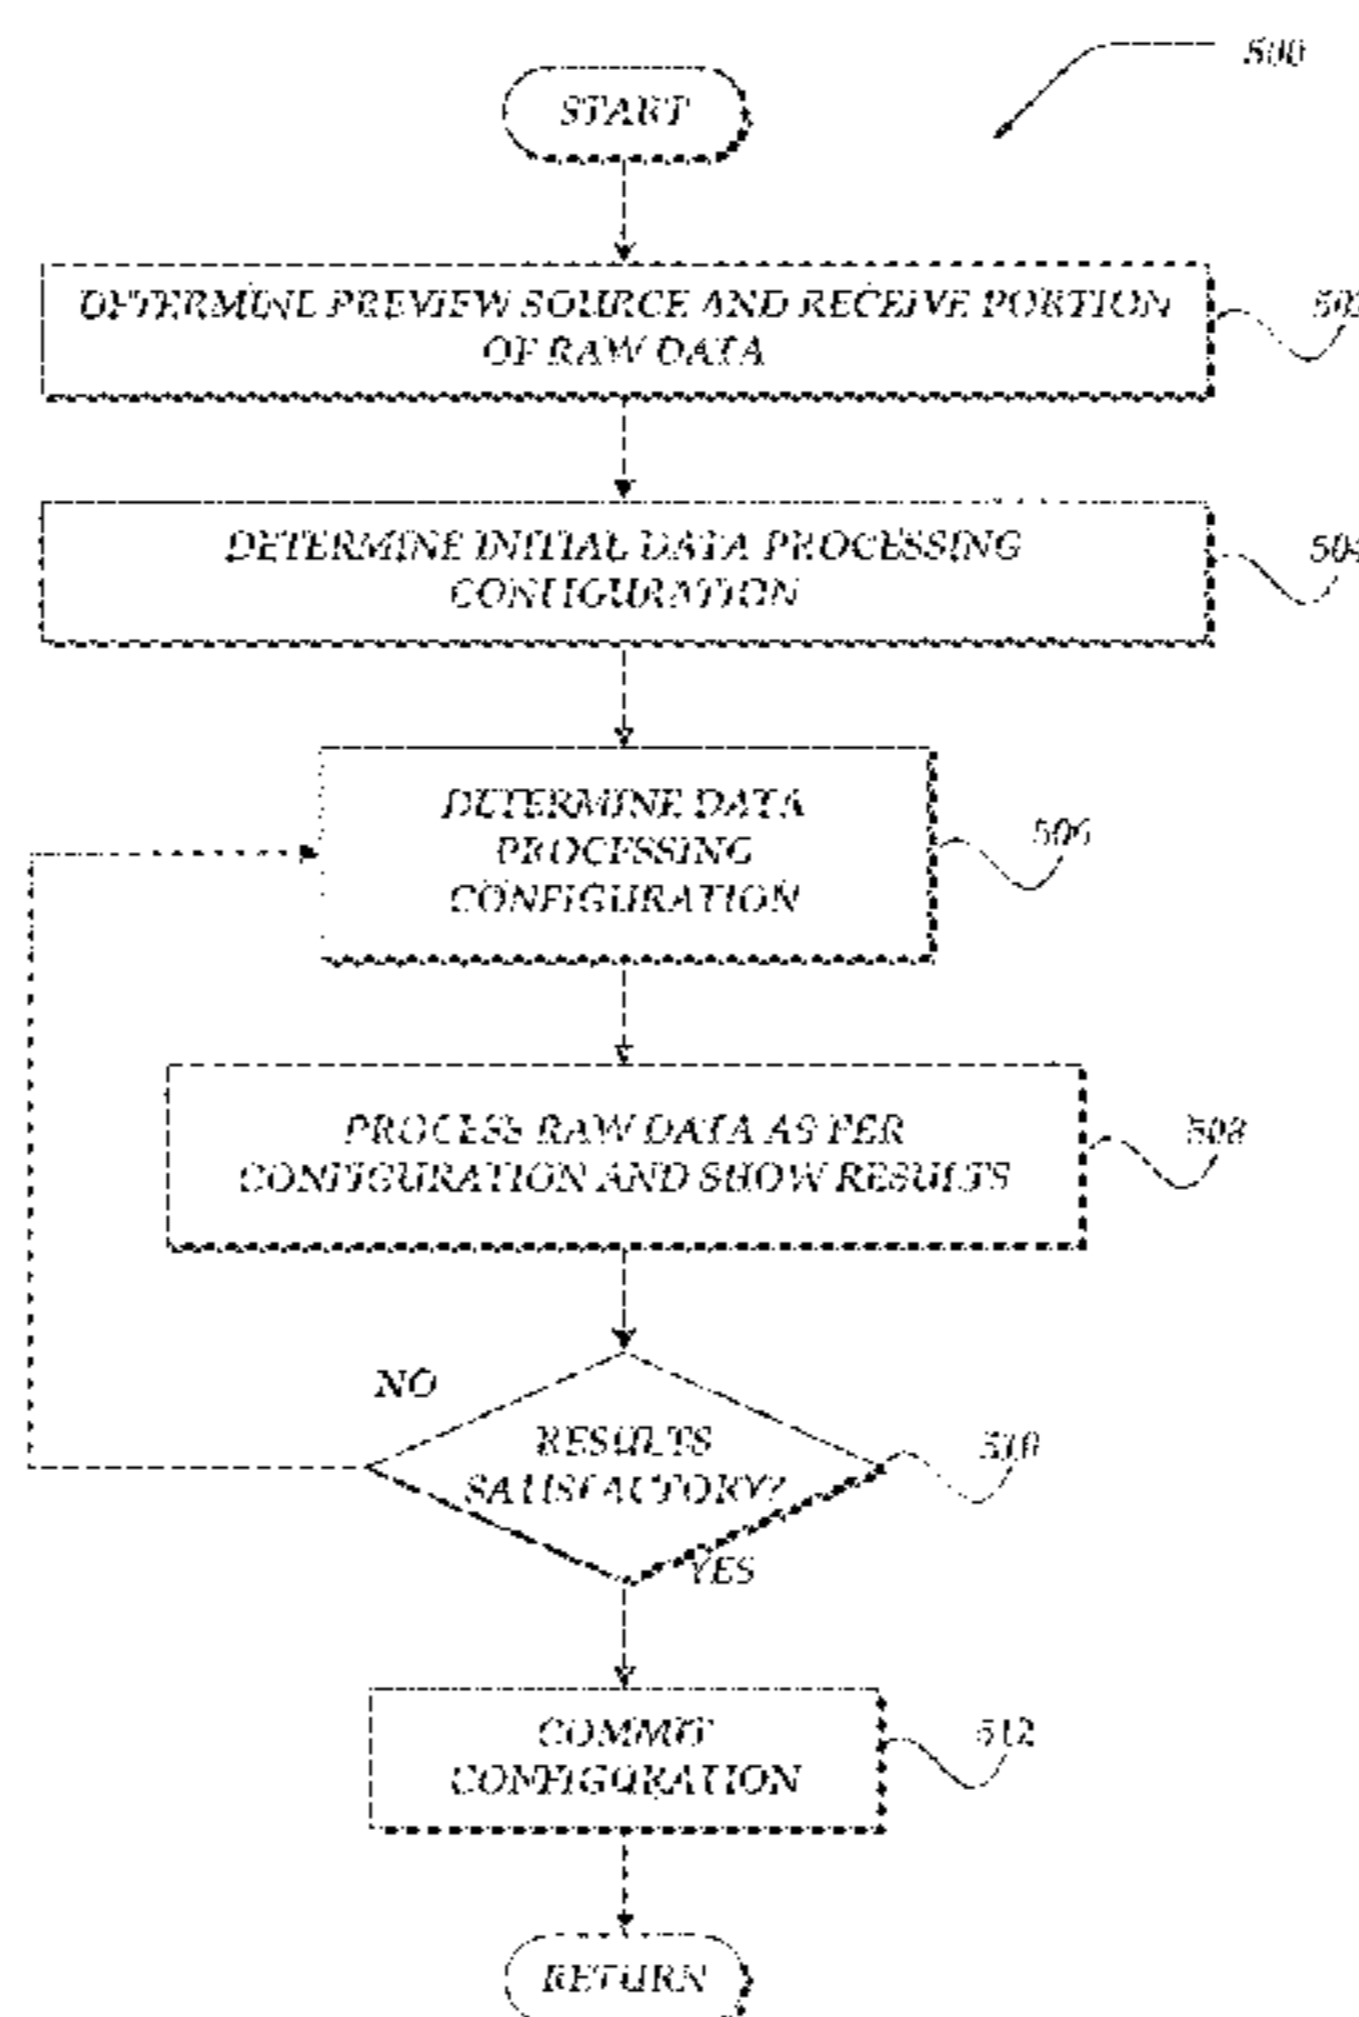 500
START
DETERMINE PREVIEW SOURCE AND RECEIVE PORTION
OF RAW DATA
DETERMINE INITIAL DATA PROCESSING
CONFIGURATION
DETERMINE DATA
PROCESSING
CONFIGURATION
506
PROCESS RAW DATA AS PER
CONFIGURATION AND SHOW RESULTS
508
NO
RESULTS
SATISFACTORY?
510
YES
COMMIT
CONFIGURATION
512
RETURN